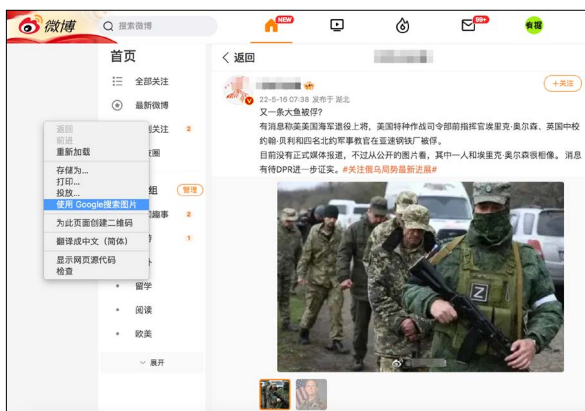 微博
搜索微博
NEW
99+
有掘
首页
全部关注
最新微博
关注 2
圈
组 管理
趣事 2
1
留学
阅读
欧美
展开
返回
前进
重新加载
存储为...
打印...
投放...
使用 Google搜索图片
为此页面创建二维码
翻译成中文（简体）
显示网页源代码
检查
返回
+关注
22-5-16 07:38 发布于 湖北
又一条大鱼被俘?
有消息称美美国海军退役上将，美国特种作战司令部前指挥官埃里克·奥尔森、英国中校
约翰·贝利和四名北约军事教官在亚速钢铁厂被俘。
目前没有正式媒体报道，不过从公开的图片看，其中一人和埃里克·奥尔森很相像。 消息
有待DPR进一步证实。#关注俄乌局势最新进展#
Z